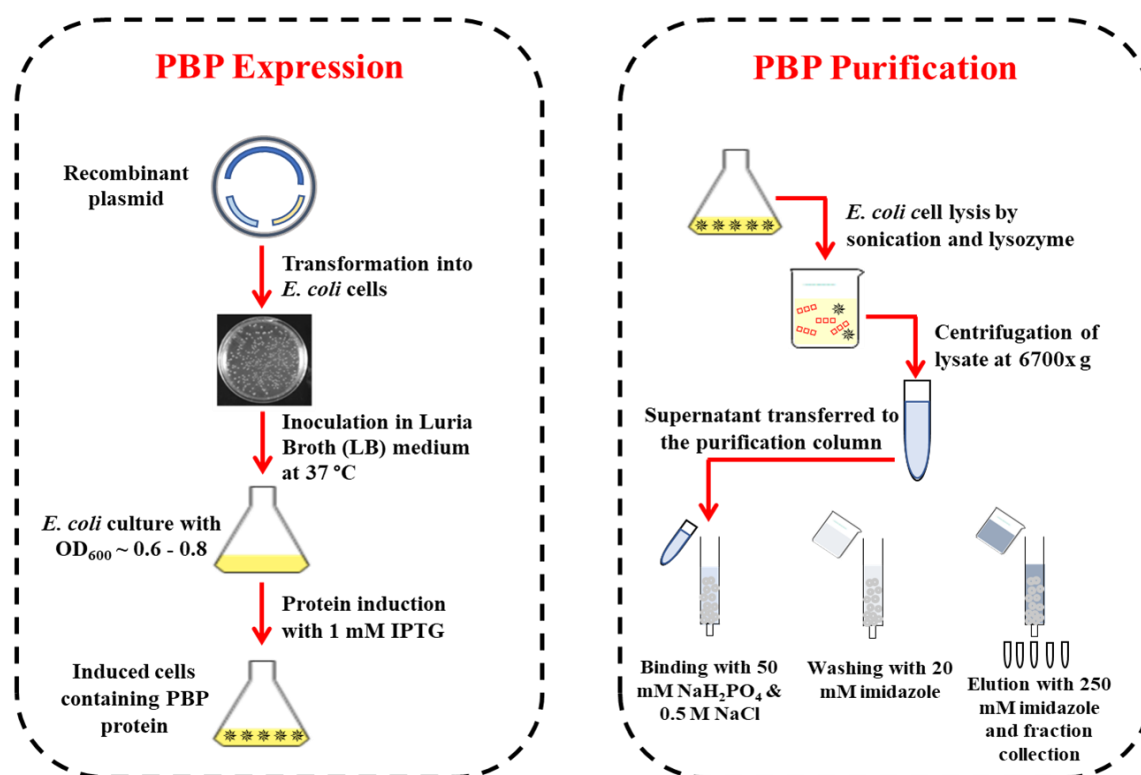 PBP Expression
Recombinant
plasmid
Transformation into
E. coli cells
Inoculation in Luria
Broth (LB) medium
at 37 °C
E. coli culture with
OD₆₀₀ ~ 0.6 - 0.8
Protein induction
with 1 mM IPTG
Induced cells
containing PBP
protein
PBP Purification
E. coli cell lysis by
sonication and lysozyme
Centrifugation of
lysate at 6700x g
Supernatant transferred to
the purification column
Binding with 50
mM NaH₂PO₄ &
0.5 M NaCl
Washing with 20
mM imidazole
Elution with 250
mM imidazole
and fraction
collection